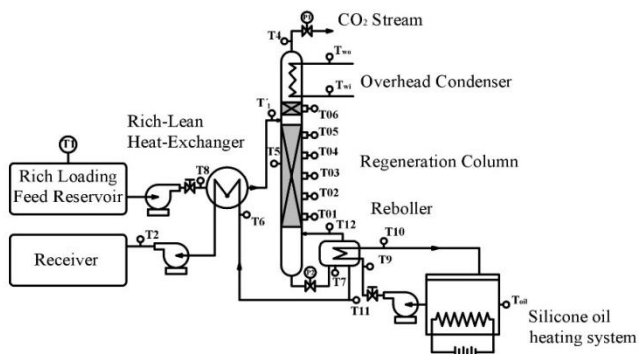 CO₂ Stream
P1
T4
Two
Overhead Condenser
Twi
T'1
T06
Rich-Lean
Heat-Exchanger
T05
T1
T5
T04
Regeneration Column
T8
T03
Rich Loading
Feed Reservoir
T02
T6
T01
Reboller
T12
T10
T2
Receiver
T9
P2
T7
T11
Toil
Silicone oil
heating system